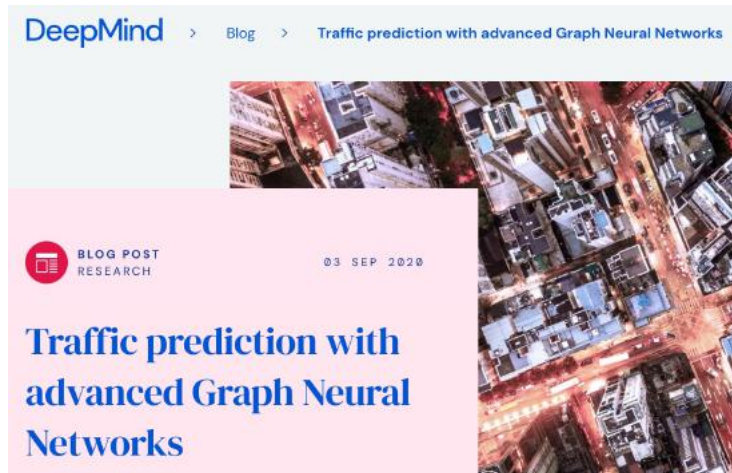 DeepMind > Blog > Traffic prediction with advanced Graph Neural Networks
BLOG POST
RESEARCH
03 SEP 2020
Traffic prediction with
advanced Graph Neural
Networks